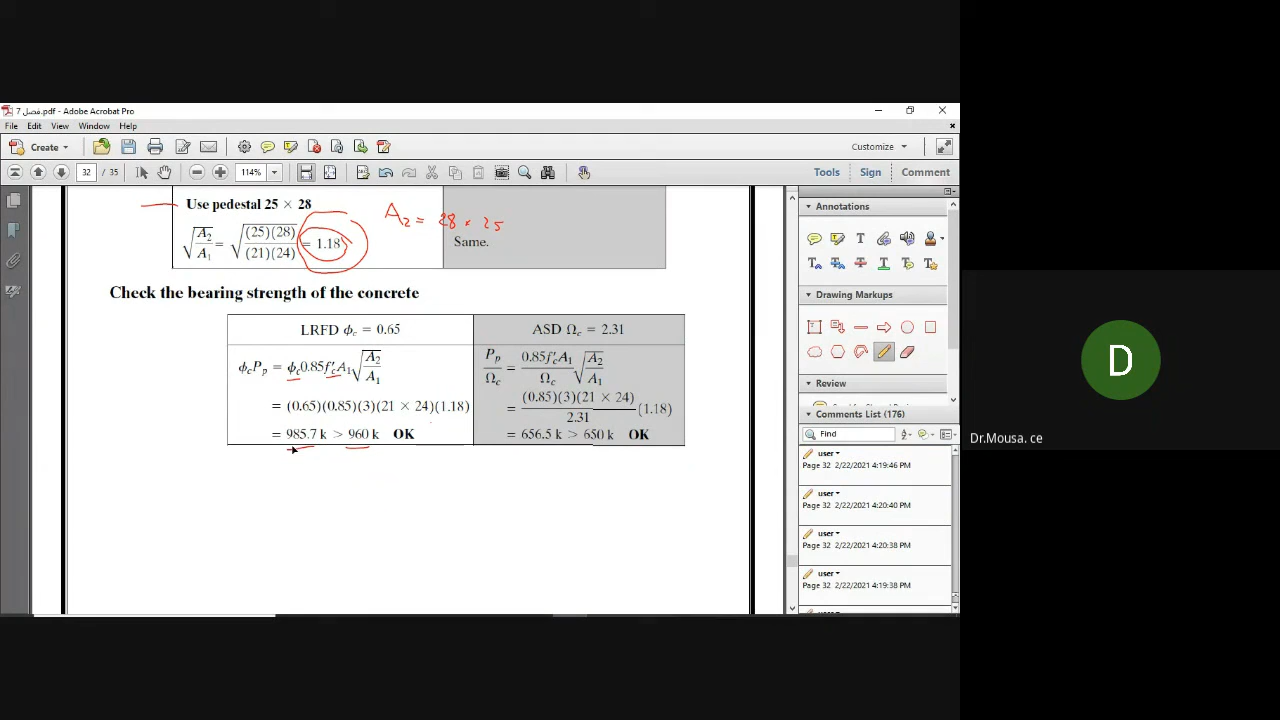 فصل 7.pdf - Adobe Acrobat Pro
File Edit View Window Help
Create Customize
32 / 35 114% Tools Sign Comment
Use pedestal 25 × 28
A₂ = 28 × 25
√(A₂/A₁) = √((25)(28)/(21)(24)) = 1.18
Same.
Check the bearing strength of the concrete
LRFD ϕc = 0.65
ASD Ωc = 2.31
ϕcPp = ϕc0.85f′cA₁√(A₂/A₁)
= (0.65)(0.85)(3)(21 × 24)(1.18)
= 985.7 k > 960 k OK
Pp/Ωc = 0.85f′cA₁/Ωc √(A₂/A₁)
= (0.85)(3)(21 × 24)/2.31 (1.18)
= 656.5 k > 650 k OK
Annotations
Drawing Markups
Review
Comments List (176)
Find
user
Page 32 2/22/2021 4:19:46 PM
user
Page 32 2/22/2021 4:20:40 PM
user
Page 32 2/22/2021 4:20:38 PM
user
Page 32 2/22/2021 4:19:38 PM
D
Dr.Mousa. ce